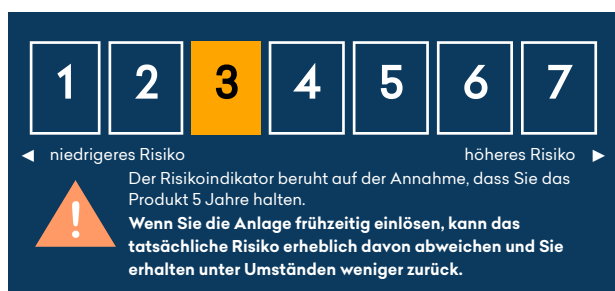 1 2 3 4 5 6 7
◄ niedrigeres Risiko höheres Risiko ►
Der Risikoindikator beruht auf der Annahme, dass Sie das
Produkt 5 Jahre halten.
Wenn Sie die Anlage frühzeitig einlösen, kann das
tatsächliche Risiko erheblich davon abweichen und Sie
erhalten unter Umständen weniger zurück.